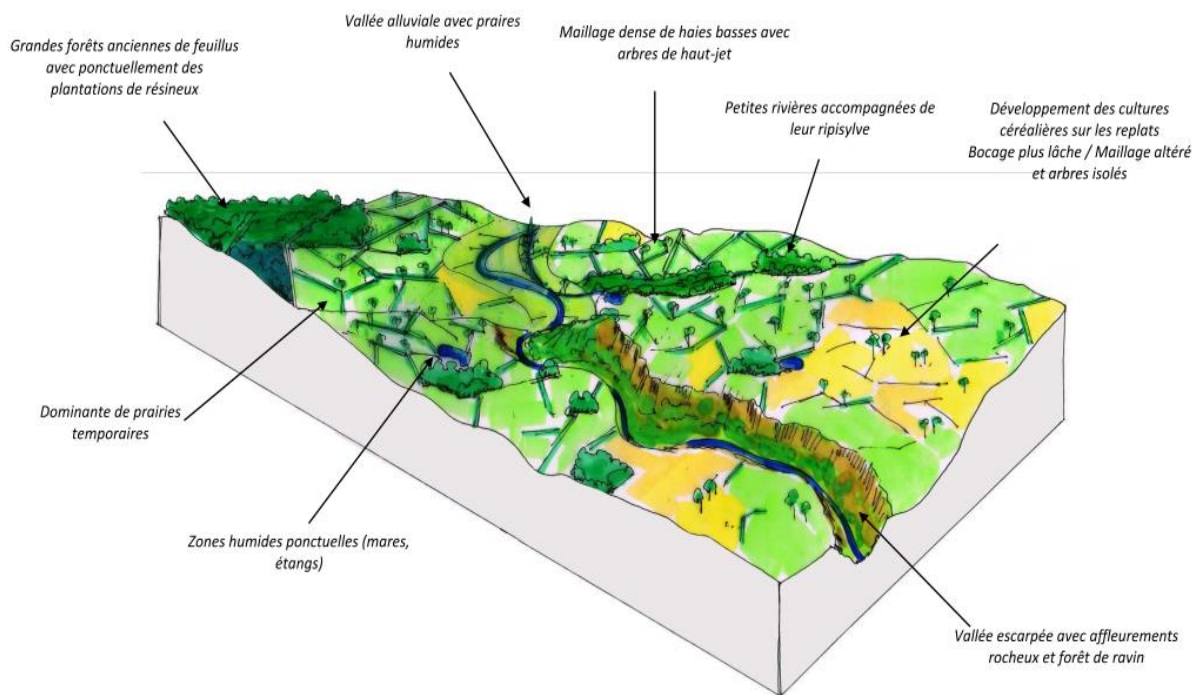 Grandes forêts anciennes de feuillus
avec ponctuellement des
plantations de résineux
Vallée alluviale avec praires
humides
Maillage dense de haies basses avec
arbres de haut-jet
Petites rivières accompagnées de
leur ripisylve
Développement des cultures
céréalières sur les replats
Bocage plus lâche / Maillage altéré
et arbres isolés
Dominante de prairies
temporaires
Zones humides ponctuelles (mares,
étangs)
Vallée escarpée avec affleurements
rocheux et forêt de ravin